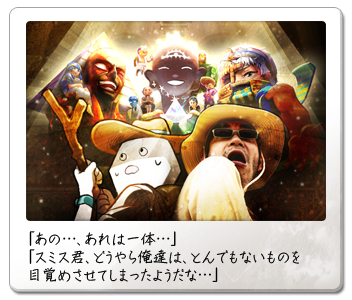 「あの…、あれは一体…」
「スミス君、どうやら俺達は、とんでもないものを
目覚めさせてしまったようだな…」